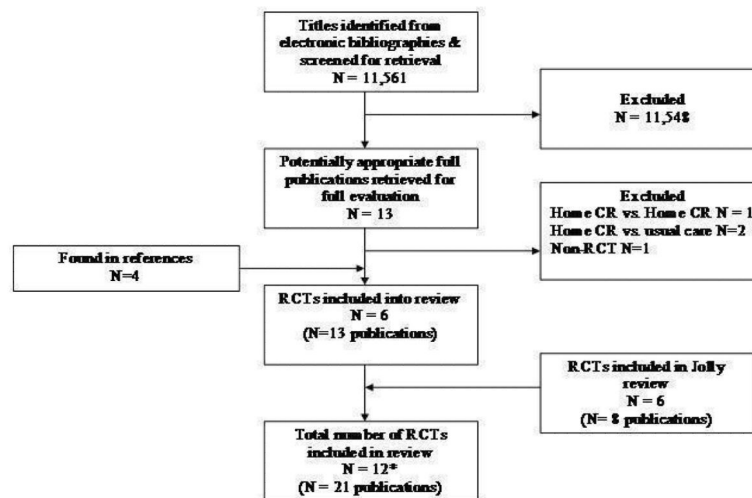 Titles identified from
electronic bibliographies &
screened for retrieval
N = 11,561
Excluded
N = 11,548
Potentially appropriate full
publications retrieved for
full evaluation
N = 13
Excluded
Home CR vs. Home CR N = 1
Home CR vs. usual care N=2
Non-RCT N=1
Found in references
N=4
RCTs included into review
N = 6
(N=13 publications)
RCTs included in Jolly
review
N = 6
(N= 8 publications)
Total number of RCTs
included in review
N = 12*
(N = 21 publications)